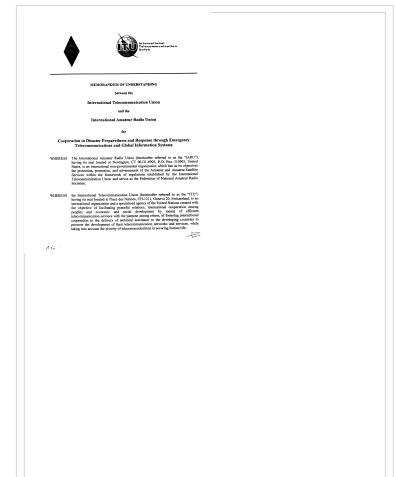 International
Telecommunication
Union
ITU
MEMORANDUM OF UNDERSTANDING
between the
International Telecommunication Union
and the
International Amateur Radio Union
for
Cooperation in Disaster Preparedness and Response through Emergency
Telecommunications and Global Information Systems
WHEREAS The International Amateur Radio Union (hereinafter referred to as the "IARU")
having its seat located at Newington, CT 06131-0905, P.O. Box 310905, United
States, is an international non-governmental organization which has as its objectives
the protection, promotion, and advancement of the Amateur and Amateur-Satellite
Services within the framework of regulations established by the International
Telecommunication Union and serves as the Federation of National Amateur Radio
Societies;
WHEREAS the International Telecommunication Union (hereinafter referred to as the "ITU")
having its seat located at Place des Nations, CH-1211, Geneva 20, Switzerland, is an
international organization and a specialized agency of the United Nations created with
the objective of facilitating peaceful relations, international cooperation among
peoples and economic and social development by means of efficient
telecommunication services with the purpose among others, of fostering international
cooperation in the delivery of technical assistance to the developing countries to
promote the development of their telecommunication networks and services, while
taking into account the priority of telecommunications in securing human life;